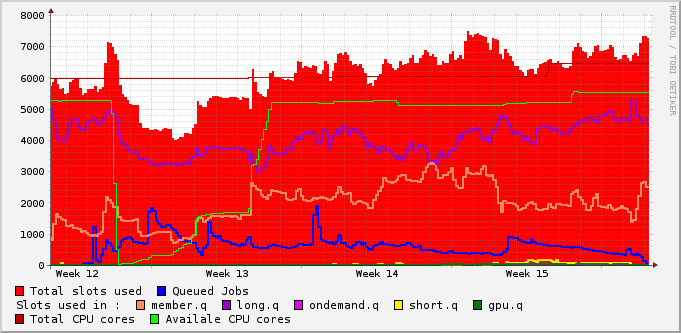 RRDTOOL / TOBI OETIKER
8000
7000
6000
5000
4000
3000
2000
1000
0
Week 12 Week 13 Week 14 Week 15
Total slots used Queued Jobs
Slots used in : member.q long.q ondemand.q short.q gpu.q
Total CPU cores Availale CPU cores